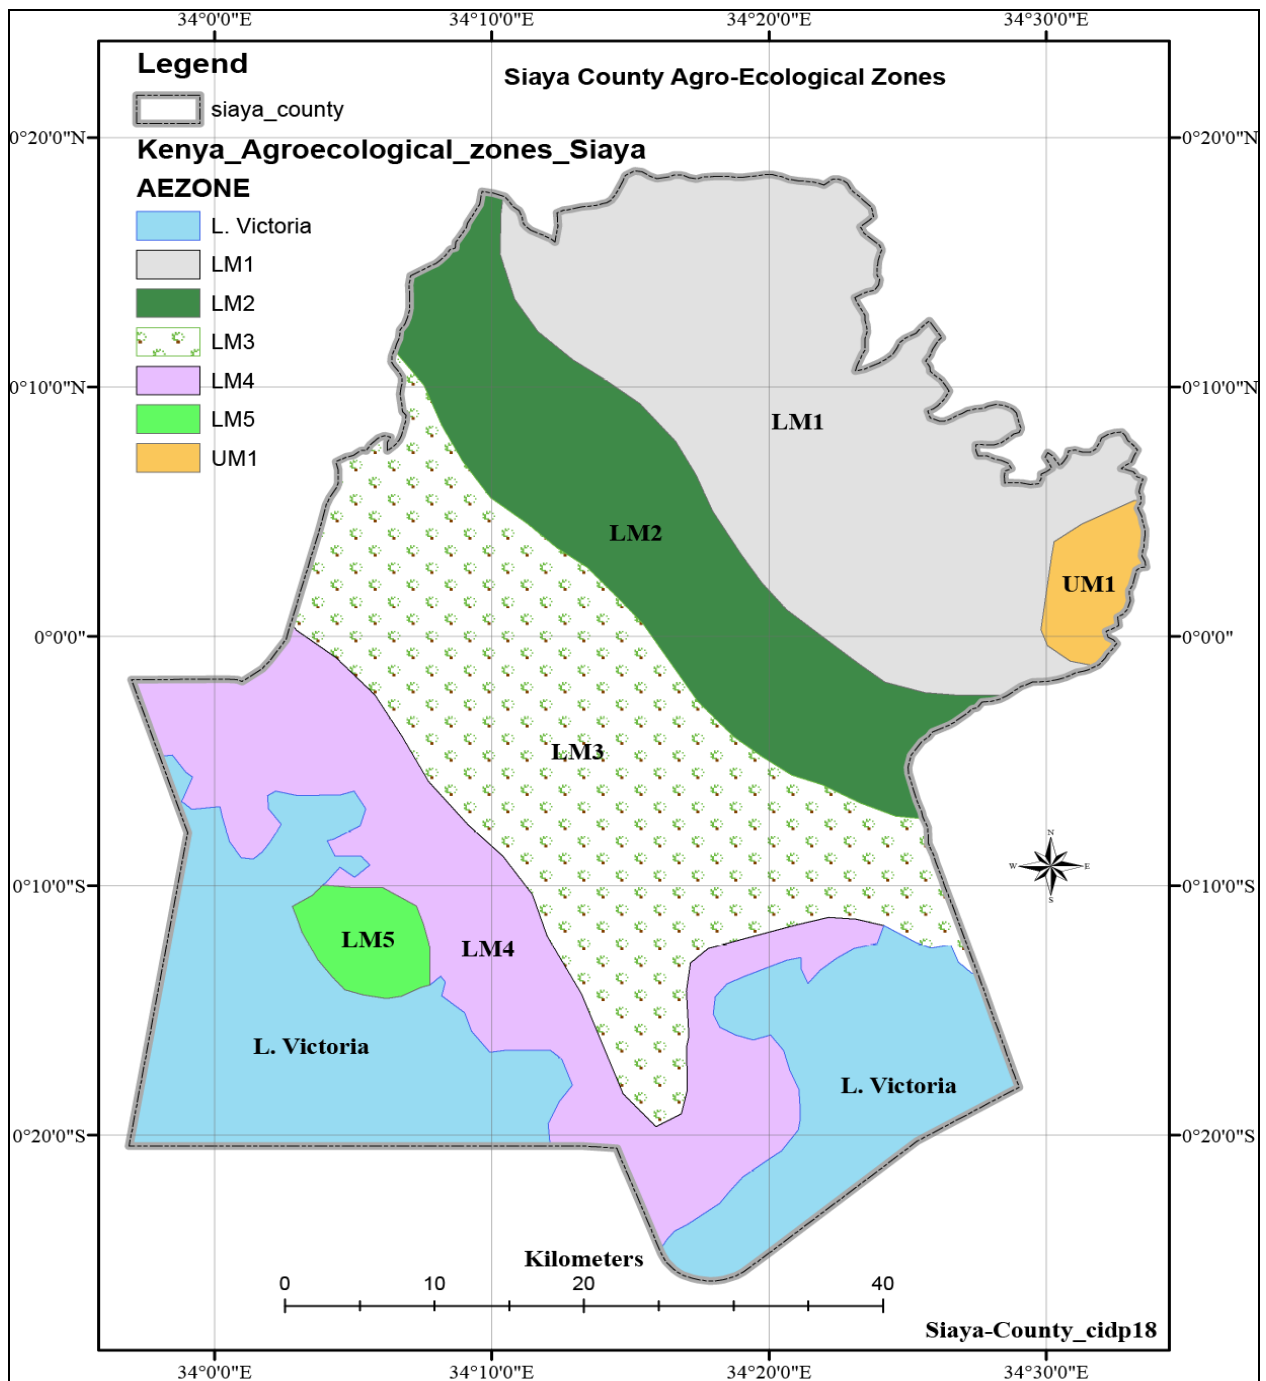 34°0'0"E 34°10'0"E 34°20'0"E 34°30'0"E
Legend
Siaya County Agro-Ecological Zones
siaya_county
0°20'0"N 0°20'0"N
Kenya_Agroecological_zones_Siaya
AEZONE
L. Victoria
LM1
LM2
LM3
LM4
LM5
UM1
0°10'0"N 0°10'0"N
LM1
LM2
UM1
0°0'0" 0°0'0"
LM3
N
W E
S
0°10'0"S 0°10'0"S
LM5
LM4
L. Victoria
L. Victoria
0°20'0"S 0°20'0"S
Kilometers
0 10 20 40
Siaya-County_cidp18
34°0'0"E 34°10'0"E 34°20'0"E 34°30'0"E